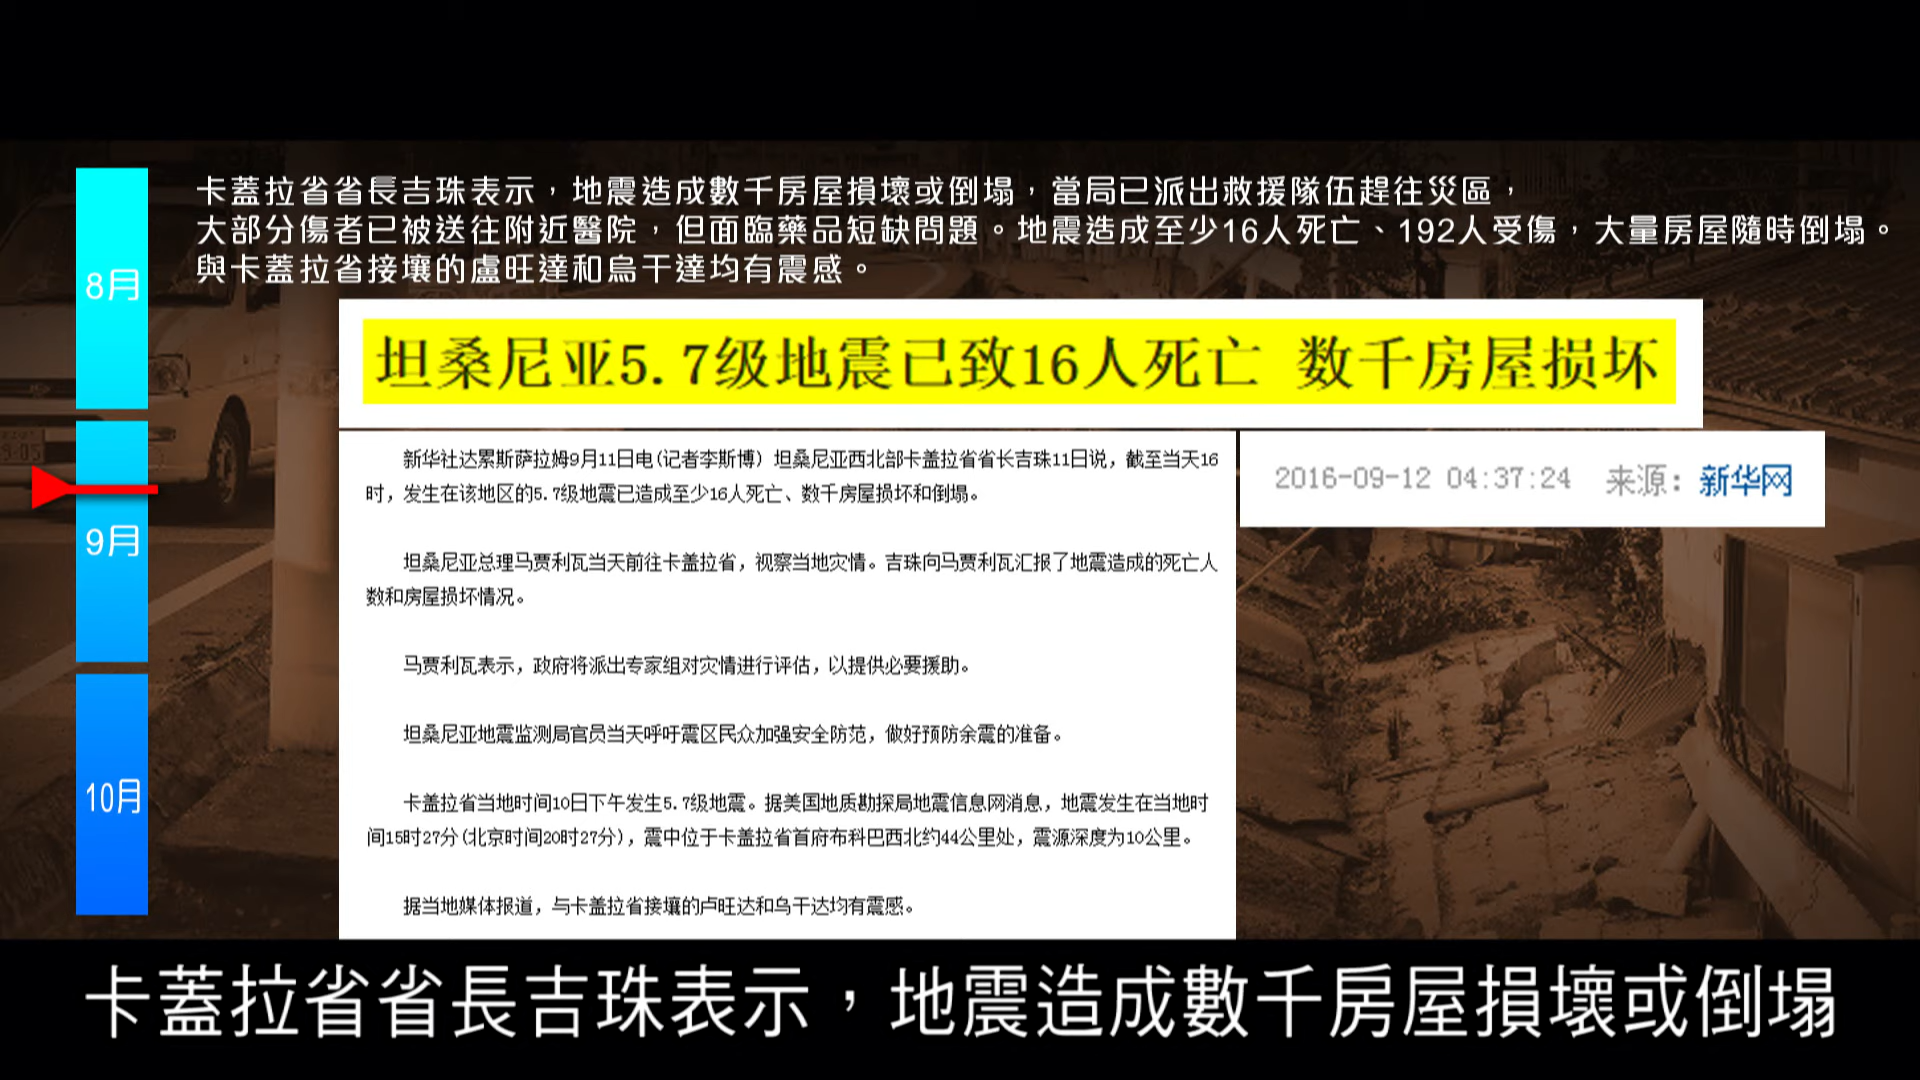 卡蓋拉省省長吉珠表示，地震造成數千房屋損壞或倒塌，當局已派出救援隊伍趕往災區，
大部分傷者已被送往附近醫院，但面臨藥品短缺問題。地震造成至少16人死亡、192人受傷，大量房屋隨時倒塌。
與卡蓋拉省接壤的盧旺達和烏干達均有震感。
8月
9月
10月
坦桑尼亚5.7级地震已致16人死亡 数千房屋损坏
2016-09-12 04:37:24 来源：新华网
新华社达累斯萨拉姆9月11日电(记者李斯博) 坦桑尼亚西北部卡盖拉省省长吉珠11日说，截至当天16
时，发生在该地区的5.7级地震已造成至少16人死亡、数千房屋损坏和倒塌。
坦桑尼亚总理马贾利瓦当天前往卡盖拉省，视察当地灾情。吉珠向马贾利瓦汇报了地震造成的死亡人
数和房屋损坏情况。
马贾利瓦表示，政府将派出专家组对灾情进行评估，以提供必要援助。
坦桑尼亚地震监测局官员当天呼吁震区民众加强安全防范，做好预防余震的准备。
卡盖拉省当地时间10日下午发生5.7级地震。据美国地质勘探局地震信息网消息，地震发生在当地时
间15时27分(北京时间20时27分)，震中位于卡盖拉省首府布科巴西北约44公里处，震源深度为10公里。
据当地媒体报道，与卡盖拉省接壤的卢旺达和乌干达均有震感。
卡蓋拉省省長吉珠表示，地震造成數千房屋損壞或倒塌